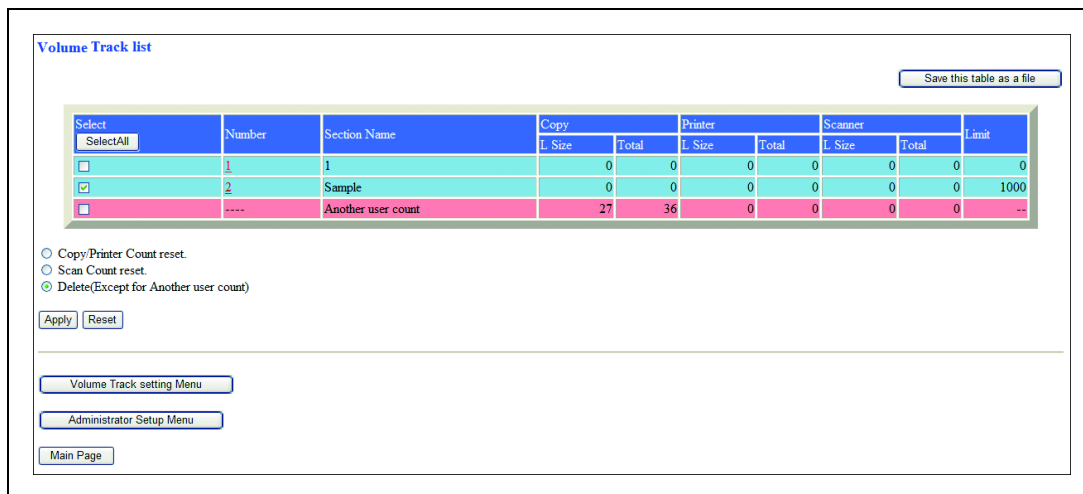 Volume Track list
Save this table as a file
Select SelectAll Number Section Name Copy Printer Scanner Limit
L Size Total L Size Total L Size Total
1 1 0 0 0 0 0 0 0
2 Sample 0 0 0 0 0 0 1000
---- Another user count 27 36 0 0 0 0 --
Copy/Printer Count reset.
Scan Count reset.
Delete(Except for Another user count)
Apply Reset
Volume Track setting Menu
Administrator Setup Menu
Main Page